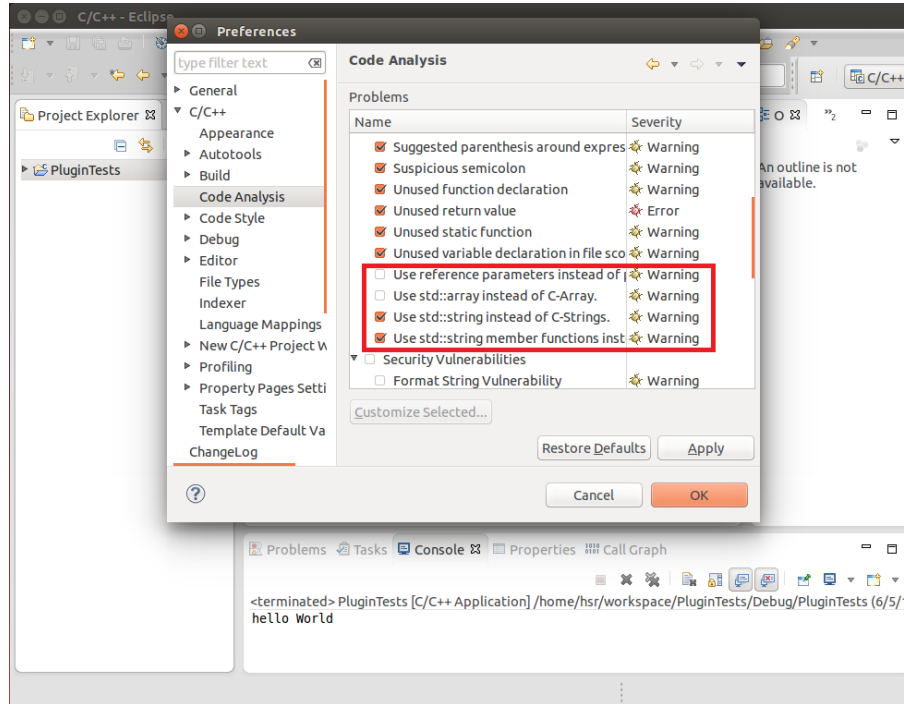 C/C++ - Eclipse
Preferences
type filter text
Code Analysis
General
C/C++
Appearance
Autotools
Build
Code Analysis
Code Style
Debug
Editor
File Types
Indexer
Language Mappings
New C/C++ Project W
Profiling
Property Pages Setti
Task Tags
Template Default Va
ChangeLog
Problems
Name Severity
Suggested parenthesis around expres Warning
Suspicious semicolon Warning
Unused function declaration Warning
Unused return value Error
Unused static function Warning
Unused variable declaration in file sco Warning
Use reference parameters instead of Warning
Use std::array instead of C-Array. Warning
Use std::string instead of C-Strings. Warning
Use std::string member functions inst Warning
Security Vulnerabilities
Format String Vulnerability Warning
Customize Selected...
Restore Defaults Apply
Cancel OK
C/C++
Project Explorer
PluginTests
O
2
An outline is not
available.
Problems Tasks Console Properties Call Graph
<terminated> PluginTests [C/C++ Application] /home/hsr/workspace/PluginTests/Debug/PluginTests (6/5/
hello World